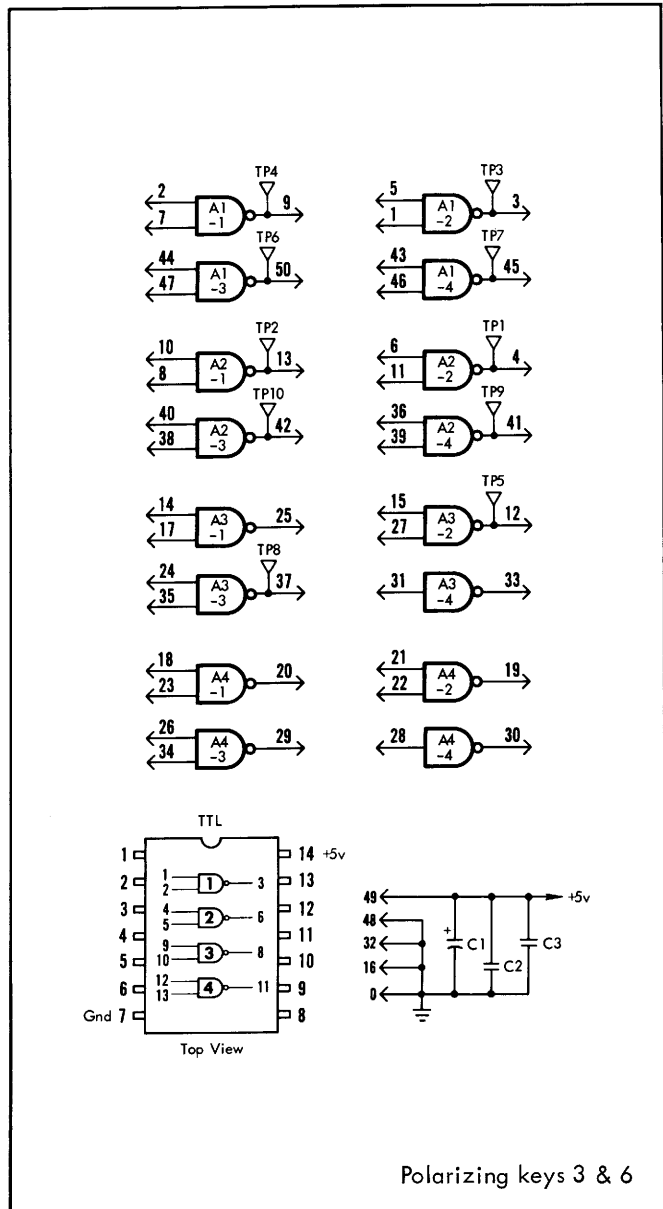 TP4 TP3
2 9 5 3
A1 -1 A1 -2
7 1
TP6 TP7
44 50 43 45
A1 -3 A1 -4
47 46
TP2 TP1
10 13 6 4
A2 -1 A2 -2
8 11
TP10 TP9
40 42 36 41
A2 -3 A2 -4
38 39
TP5
14 25 15 12
A3 -1 A3 -2
17 27
TP8
24 37 31 33
A3 -3 A3 -4
35
18 20 21 19
A4 -1 A4 -2
23 22
26 29 28 30
A4 -3 A4 -4
34
TTL
1 14 +5v
1 2 1 3
2 13
3 12
4 5 2 6
4 11
9 10 3 8
5 10
12 13 4 11
6 9
Gnd 7 8
Top View
49 +5v
48
+ C1
32 C3
16 C2
0
Polarizing keys 3 & 6